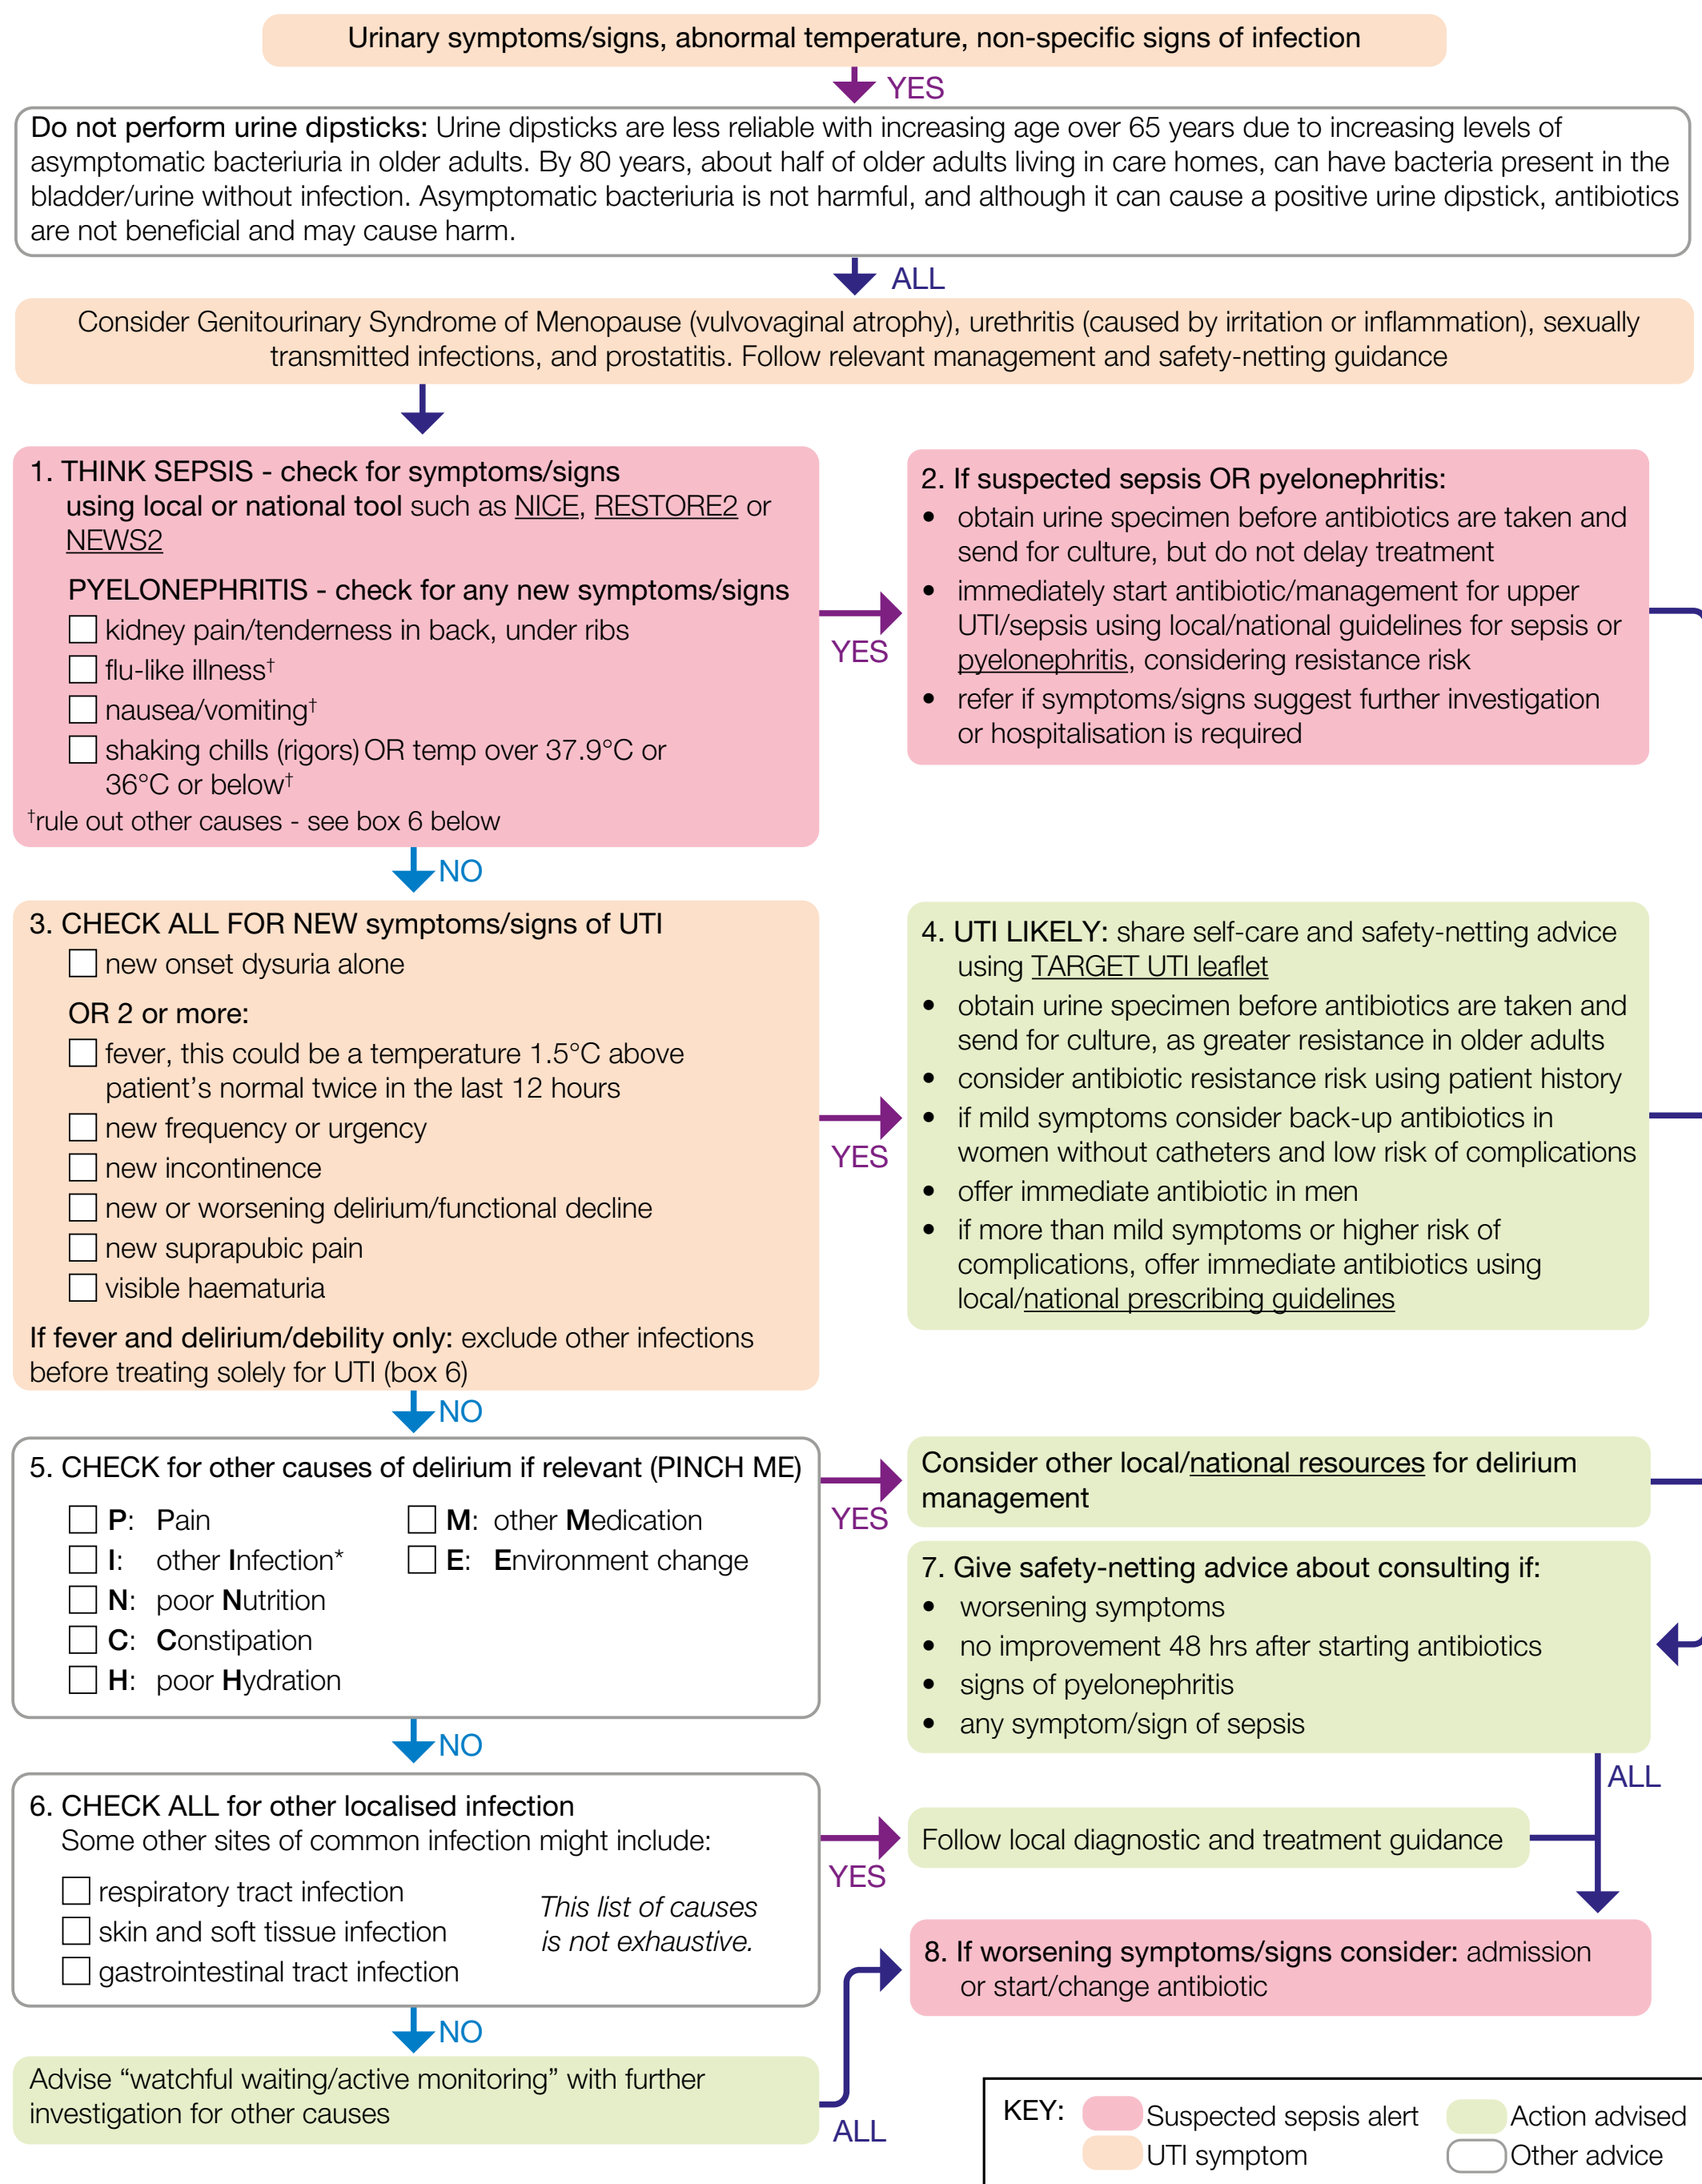 Urinary symptoms/signs, abnormal temperature, non-specific signs of infection
YES
Do not perform urine dipsticks: Urine dipsticks are less reliable with increasing age over 65 years due to increasing levels of
asymptomatic bacteriuria in older adults. By 80 years, about half of older adults living in care homes, can have bacteria present in the
bladder/urine without infection. Asymptomatic bacteriuria is not harmful, and although it can cause a positive urine dipstick, antibiotics
are not beneficial and may cause harm.
ALL
Consider Genitourinary Syndrome of Menopause (vulvovaginal atrophy), urethritis (caused by irritation or inflammation), sexually
transmitted infections, and prostatitis. Follow relevant management and safety-netting guidance
1. THINK SEPSIS - check for symptoms/signs
using local or national tool such as NICE, RESTORE2 or
NEWS2
PYELONEPHRITIS - check for any new symptoms/signs
kidney pain/tenderness in back, under ribs
flu-like illness†
nausea/vomiting†
shaking chills (rigors) OR temp over 37.9°C or
36°C or below†
†rule out other causes - see box 6 below
YES
2. If suspected sepsis OR pyelonephritis:
• obtain urine specimen before antibiotics are taken and
send for culture, but do not delay treatment
• immediately start antibiotic/management for upper
UTI/sepsis using local/national guidelines for sepsis or
pyelonephritis, considering resistance risk
• refer if symptoms/signs suggest further investigation
or hospitalisation is required
NO
3. CHECK ALL FOR NEW symptoms/signs of UTI
new onset dysuria alone
OR 2 or more:
fever, this could be a temperature 1.5°C above
patient's normal twice in the last 12 hours
new frequency or urgency
new incontinence
new or worsening delirium/functional decline
new suprapubic pain
visible haematuria
If fever and delirium/debility only: exclude other infections
before treating solely for UTI (box 6)
YES
4. UTI LIKELY: share self-care and safety-netting advice
using TARGET UTI leaflet
• obtain urine specimen before antibiotics are taken and
send for culture, as greater resistance in older adults
• consider antibiotic resistance risk using patient history
• if mild symptoms consider back-up antibiotics in
women without catheters and low risk of complications
• offer immediate antibiotic in men
• if more than mild symptoms or higher risk of
complications, offer immediate antibiotics using
local/national prescribing guidelines
NO
5. CHECK for other causes of delirium if relevant (PINCH ME)
P: Pain
I: other Infection*
N: poor Nutrition
C: Constipation
H: poor Hydration
M: other Medication
E: Environment change
YES
Consider other local/national resources for delirium
management
7. Give safety-netting advice about consulting if:
• worsening symptoms
• no improvement 48 hrs after starting antibiotics
• signs of pyelonephritis
• any symptom/sign of sepsis
ALL
NO
6. CHECK ALL for other localised infection
Some other sites of common infection might include:
respiratory tract infection
skin and soft tissue infection
gastrointestinal tract infection
This list of causes
is not exhaustive.
YES
Follow local diagnostic and treatment guidance
8. If worsening symptoms/signs consider: admission
or start/change antibiotic
NO
Advise “watchful waiting/active monitoring” with further
investigation for other causes
ALL
KEY:
Suspected sepsis alert
Action advised
UTI symptom
Other advice